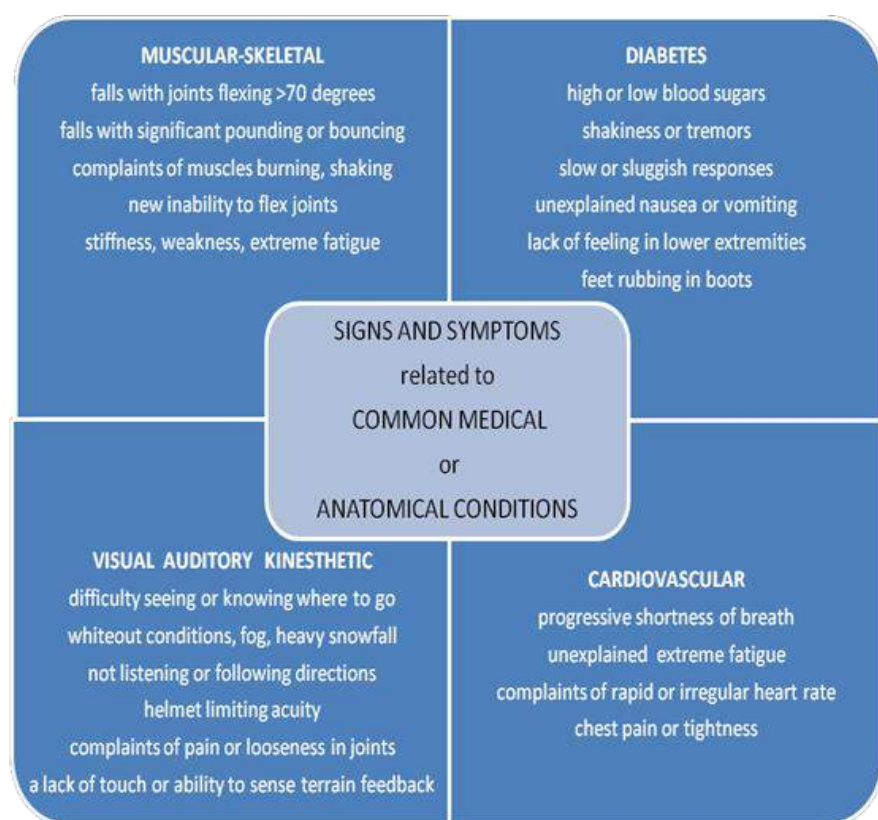 MUSCULAR-SKELETAL
falls with joints flexing >70 degrees
falls with significant pounding or bouncing
complaints of muscles burning, shaking
new inability to flex joints
stiffness, weakness, extreme fatigue
DIABETES
high or low blood sugars
shakiness or tremors
slow or sluggish responses
unexplained nausea or vomiting
lack of feeling in lower extremities
feet rubbing in boots
SIGNS AND SYMPTOMS
related to
COMMON MEDICAL
or
ANATOMICAL CONDITIONS
VISUAL AUDITORY KINESTHETIC
difficulty seeing or knowing where to go
whiteout conditions, fog, heavy snowfall
not listening or following directions
helmet limiting acuity
complaints of pain or looseness in joints
a lack of touch or ability to sense terrain feedback
CARDIOVASCULAR
progressive shortness of breath
unexplained extreme fatigue
complaints of rapid or irregular heart rate
chest pain or tightness